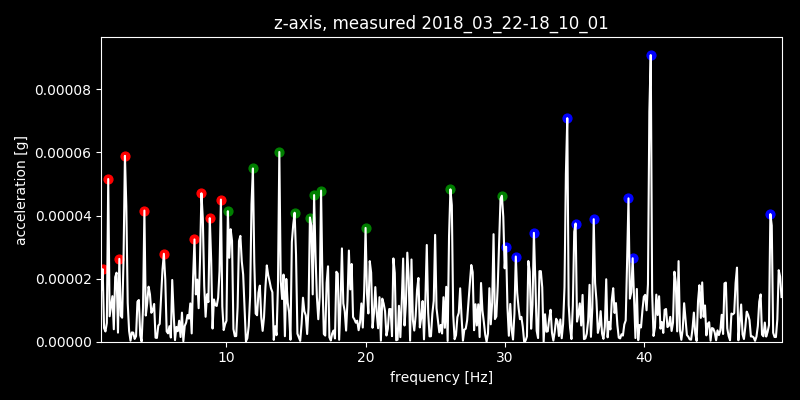 z-axis, measured 2018_03_22-18_10_01
acceleration [g]
0.00008
0.00006
0.00004
0.00002
0.00000
10 20 30 40
frequency [Hz]